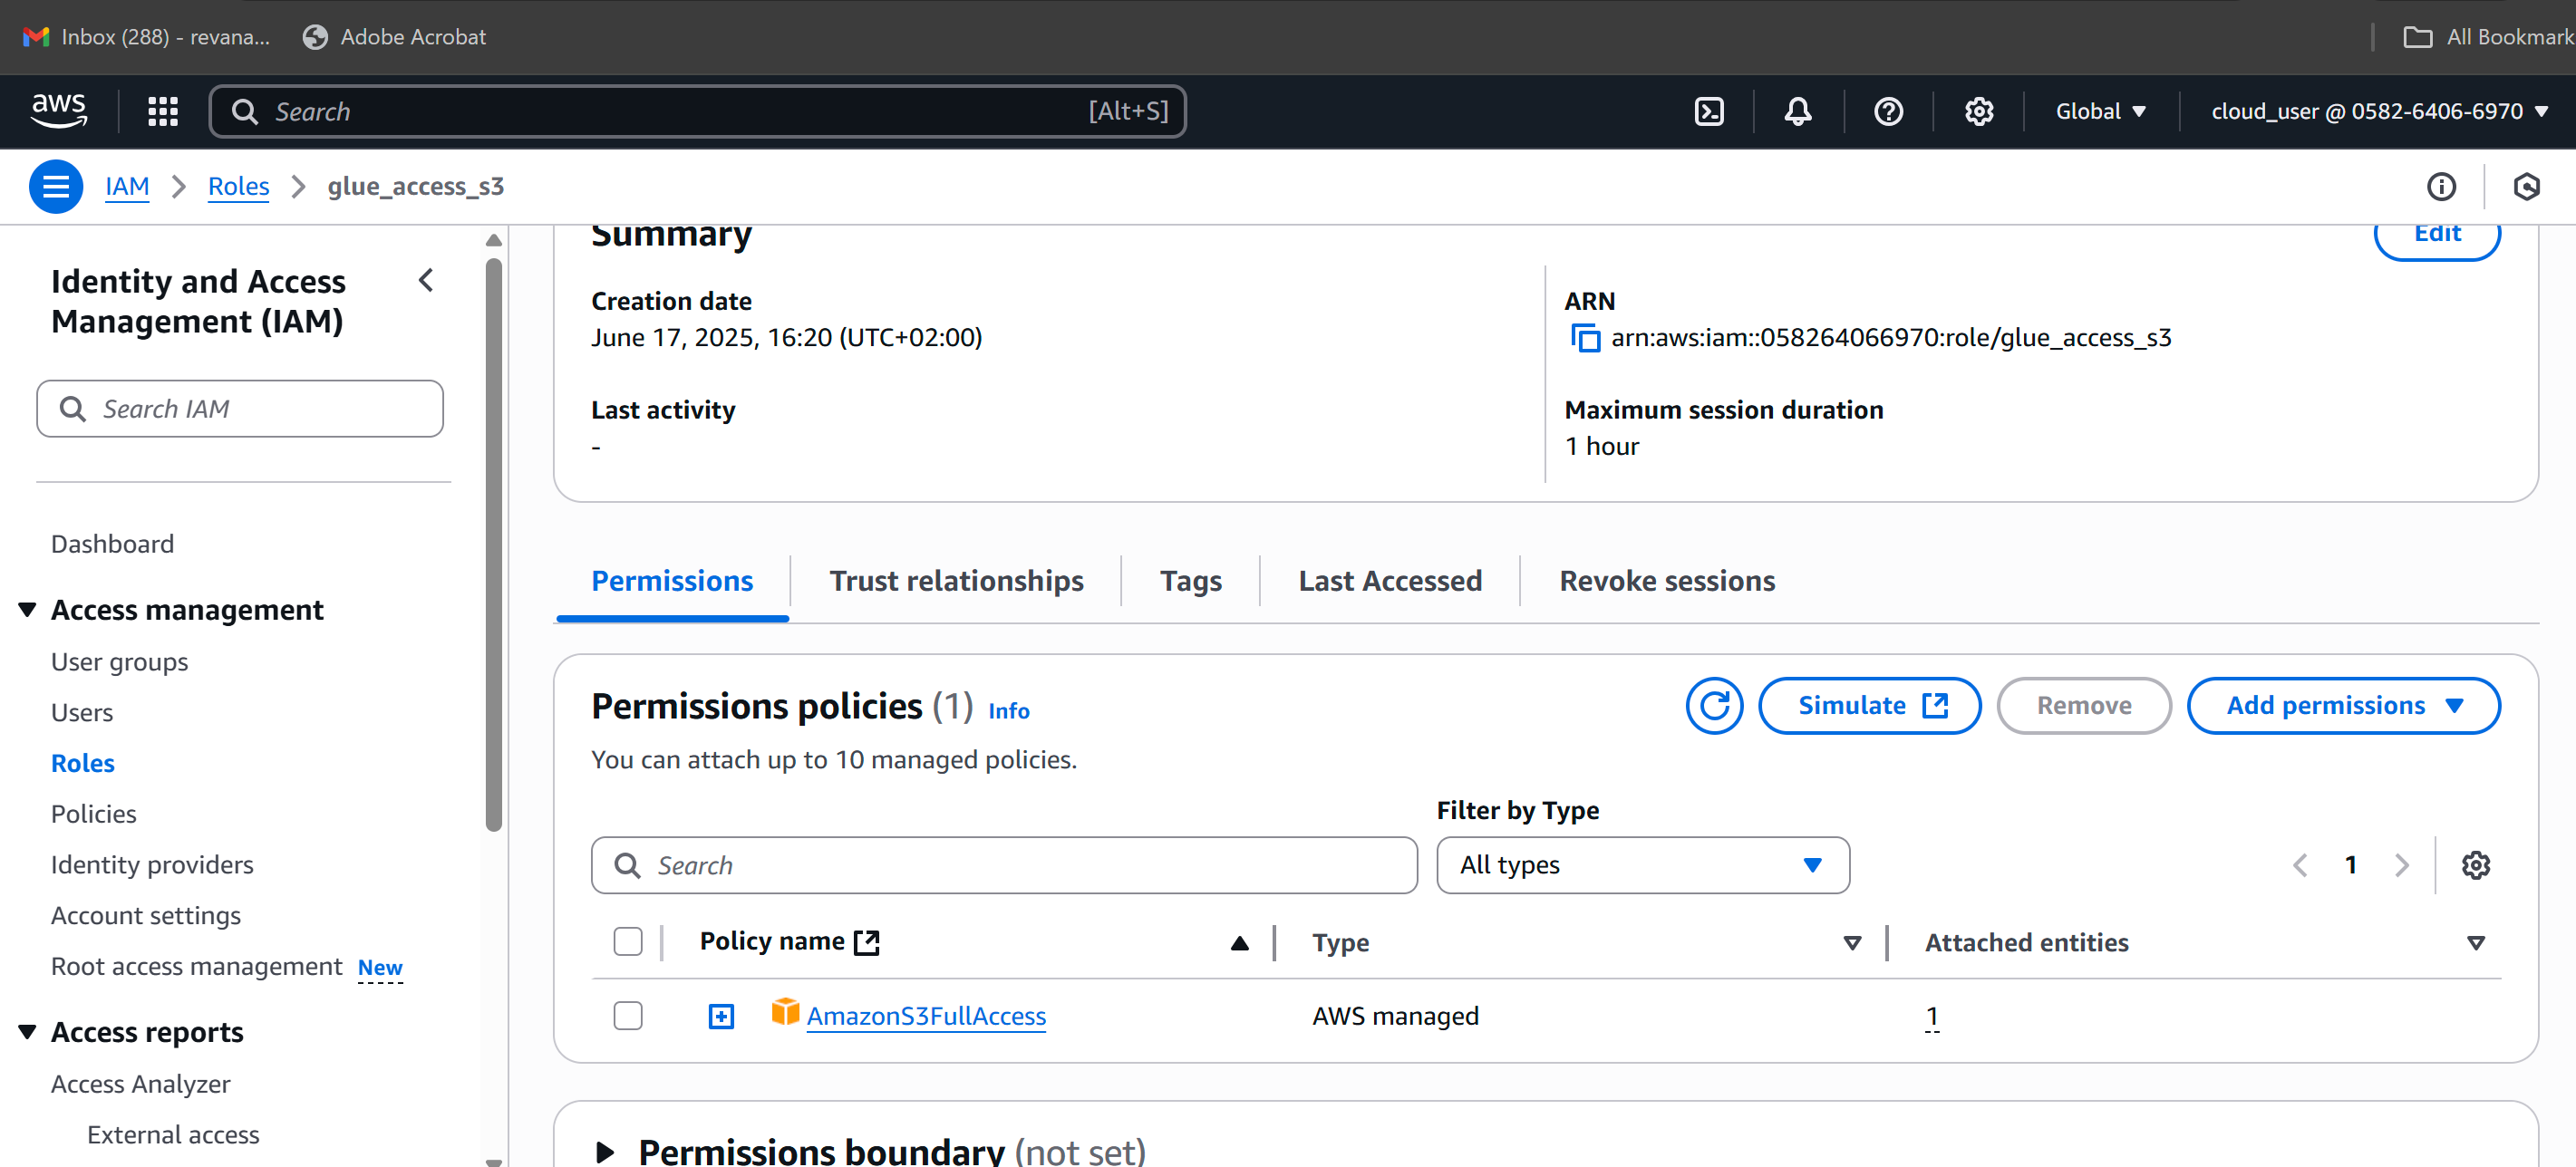 Inbox (288) - revana...
Adobe Acrobat
All Bookmark
aws
Search
[Alt+S]
Global
cloud_user @ 0582-6406-6970
IAM
Roles
glue_access_s3
Identity and Access
Management (IAM)
Search IAM
Dashboard
Access management
User groups
Users
Roles
Policies
Identity providers
Account settings
Root access management New
Access reports
Access Analyzer
External access
Summary
Edit
Creation date
June 17, 2025, 16:20 (UTC+02:00)
ARN
arn:aws:iam::058264066970:role/glue_access_s3
Last activity
-
Maximum session duration
1 hour
Permissions
Trust relationships
Tags
Last Accessed
Revoke sessions
Permissions policies (1) Info
Simulate
Remove
Add permissions
You can attach up to 10 managed policies.
Filter by Type
Search
All types
1
Policy name
Type
Attached entities
AmazonS3FullAccess
AWS managed
1
Permissions boundary (not set)